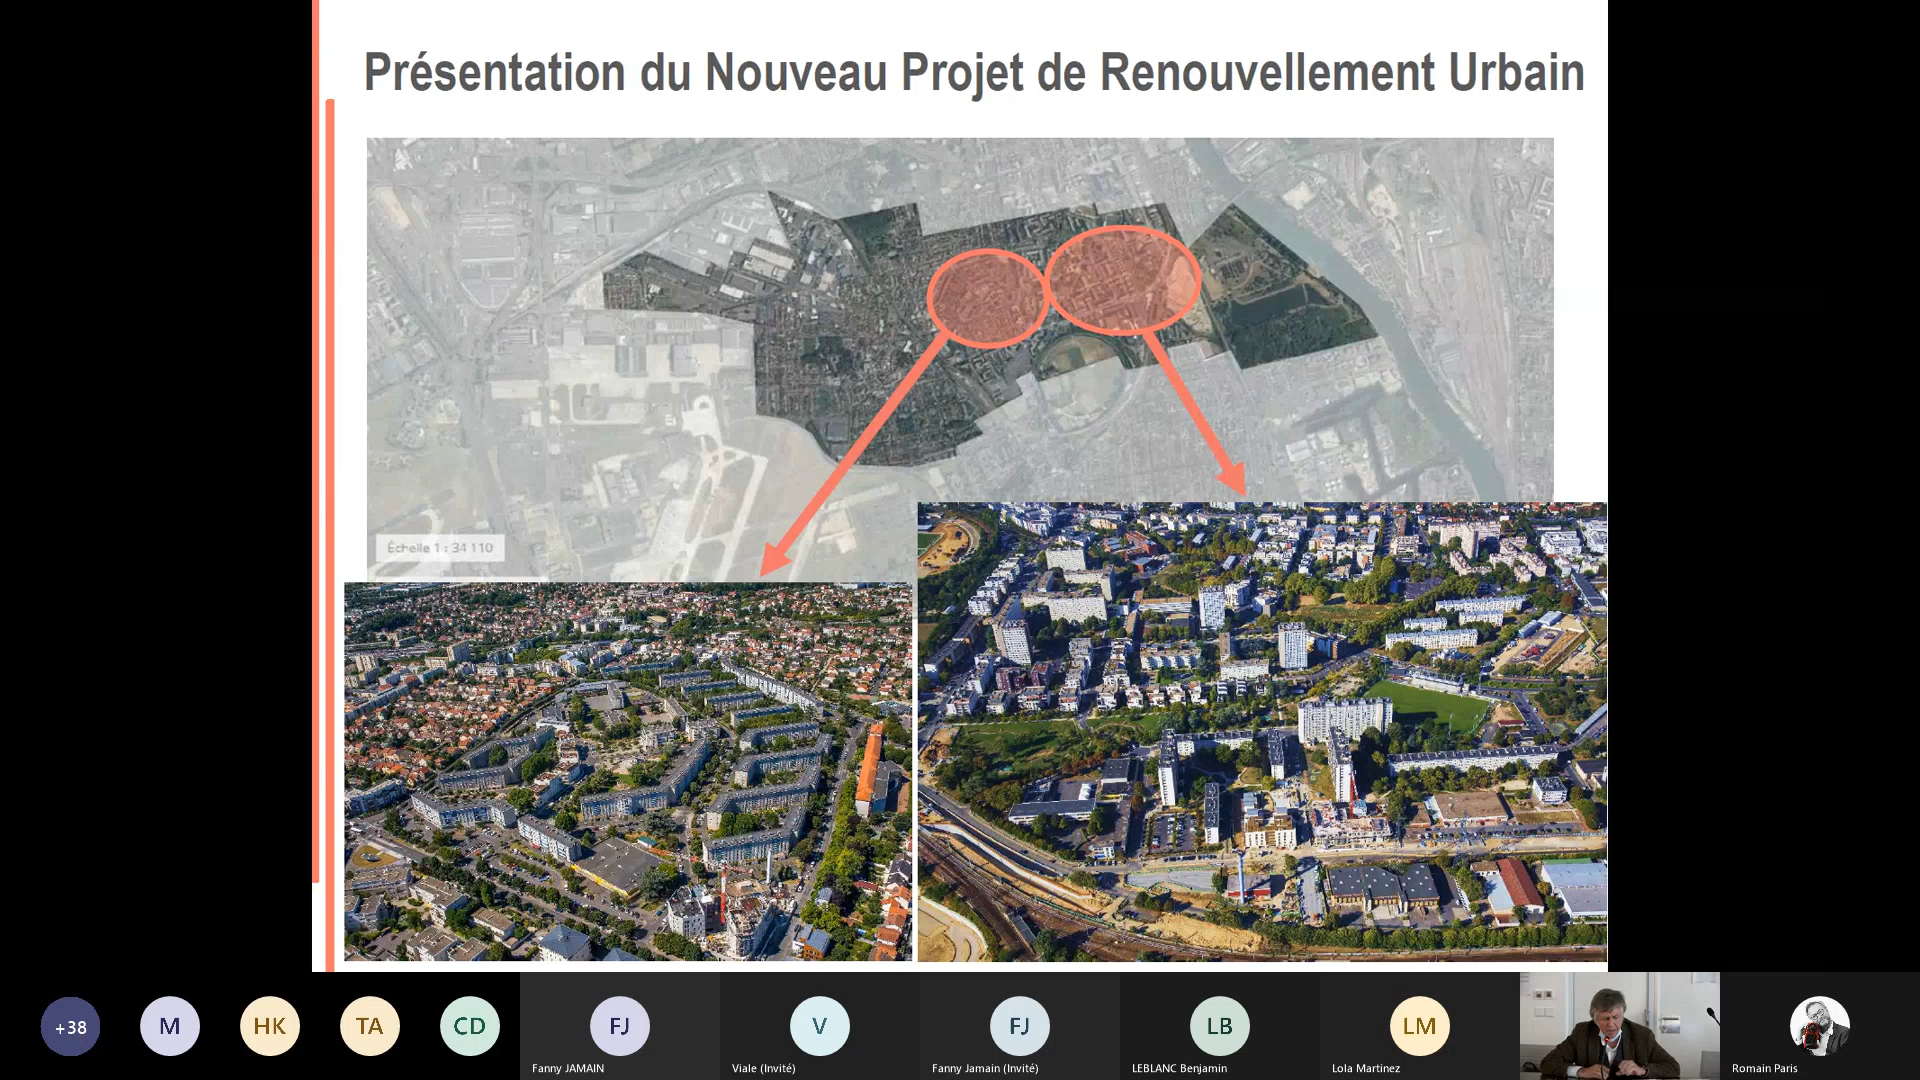 Présentation du Nouveau Projet de Renouvellement Urbain
Échelle 1 : 34 110
+38
M
HK
TA
CD
FJ
V
FJ
LB
LM
Fanny JAMAIN
Viale (Invité)
Fanny Jamain (Invité)
LEBLANC Benjamin
Lola Martinez
Romain Paris